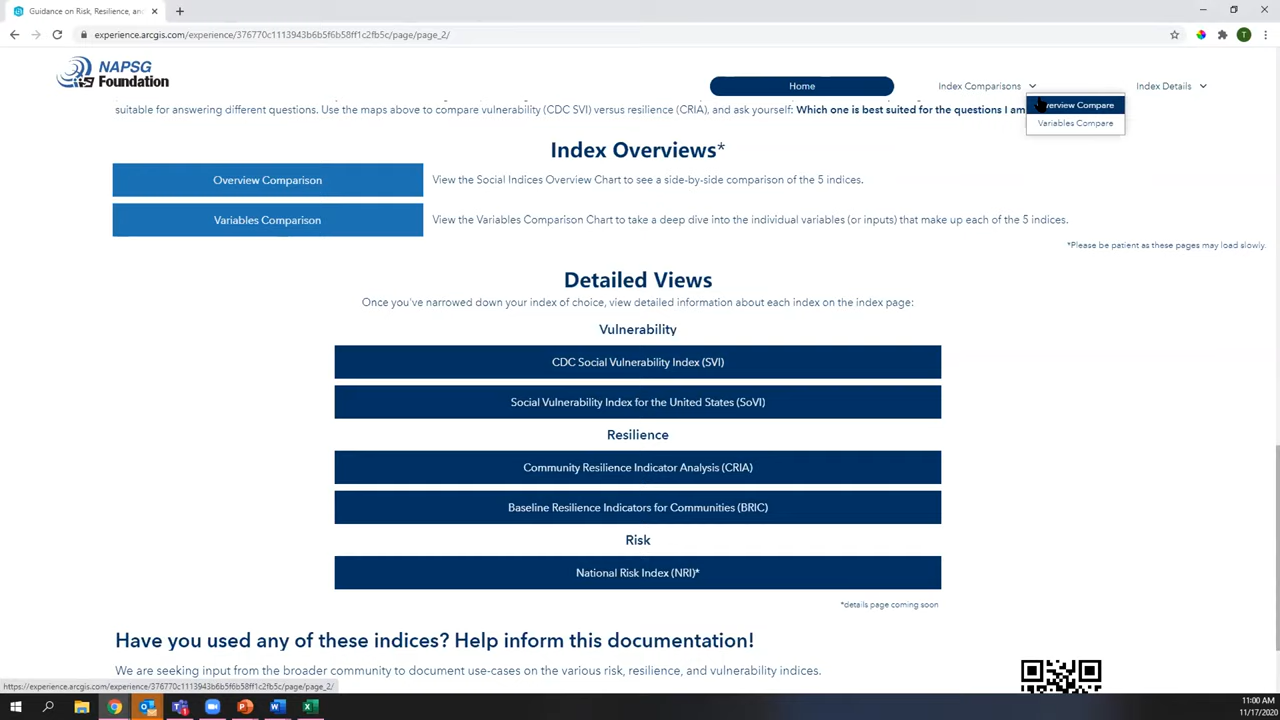 Guidance on Risk, Resilience, an
experience.arcgis.com/experience/376770c1113943b6b5f6b58ff1c2fb5c/page/page_2/
T
NAPSG
Foundation
Home
Index Comparisons
Index Details
Overview Compare
Variables Compare
suitable for answering different questions. Use the maps above to compare vulnerability (CDC SVI) versus resilience (CRIA), and ask yourself: Which one is best suited for the questions I am
Index Overviews*
Overview Comparison
View the Social Indices Overview Chart to see a side-by-side comparison of the 5 indices.
Variables Comparison
View the Variables Comparison Chart to take a deep dive into the individual variables (or inputs) that make up each of the 5 indices.
*Please be patient as these pages may load slowly.
Detailed Views
Once you've narrowed down your index of choice, view detailed information about each index on the index page:
Vulnerability
CDC Social Vulnerability Index (SVI)
Social Vulnerability Index for the United States (SoVI)
Resilience
Community Resilience Indicator Analysis (CRIA)
Baseline Resilience Indicators for Communities (BRIC)
Risk
National Risk Index (NRI)*
*details page coming soon
Have you used any of these indices? Help inform this documentation!
We are seeking input from the broader community to document use-cases on the various risk, resilience, and vulnerability indices.
https://experience.arcgis.com/experience/376770c1113943b6b5f6b58ff1c2fb5c/page/page_2/
11:00 AM
11/17/2020